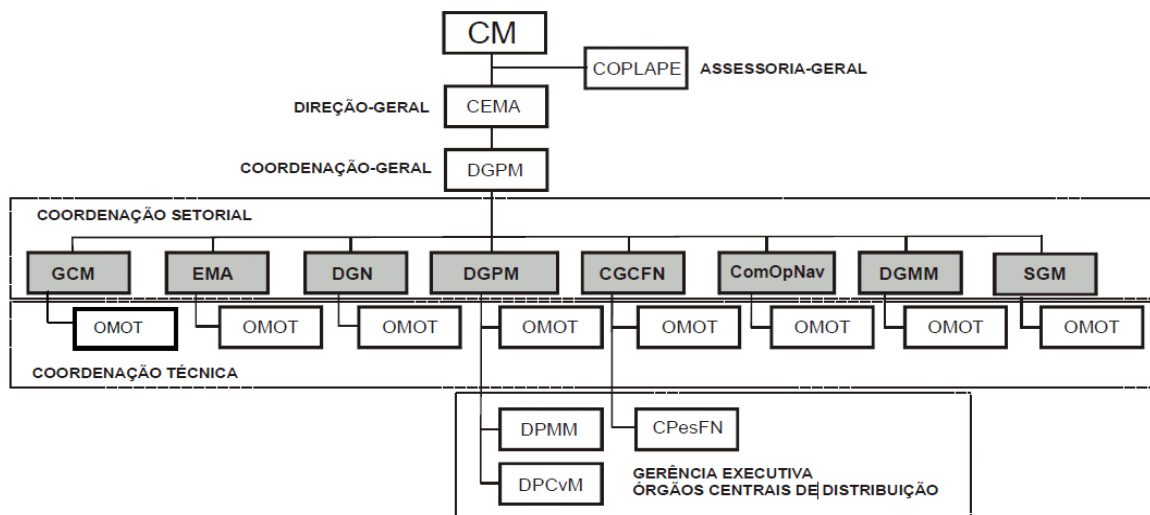 CM
COPLAPE
ASSESSORIA-GERAL
DIREÇÃO-GERAL
CEMA
COORDENAÇÃO-GERAL
DGPM
COORDENAÇÃO SETORIAL
GCM
EMA
DGN
DGPM
CGCFN
ComOpNav
DGMM
SGM
OMOT
OMOT
OMOT
OMOT
OMOT
OMOT
OMOT
OMOT
COORDENAÇÃO TÉCNICA
DPMM
CPesFN
DPCvM
GERÊNCIA EXECUTIVA
ÓRGÃOS CENTRAIS DE DISTRIBUIÇÃO